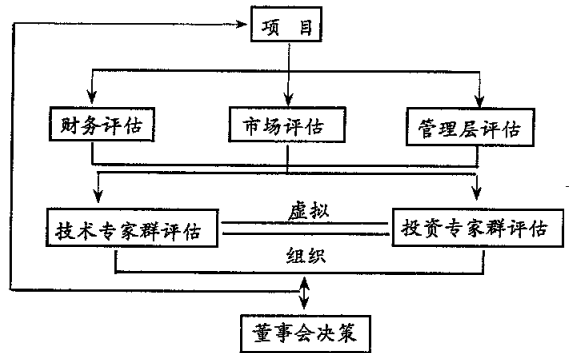 项 目
财务评估
市场评估
管理层评估
技术专家群评估
虚拟
组织
投资专家群评估
董事会决策